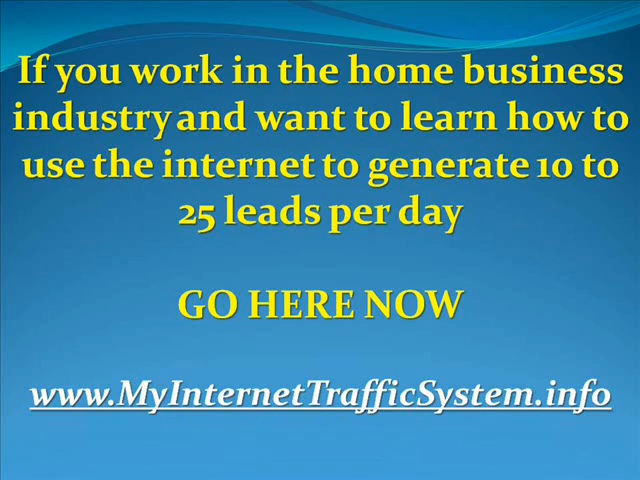 If you work in the home business
industry and want to learn how to
use the internet to generate 10 to
25 leads per day
GO HERE NOW
www.MyInternetTrafficSystem.info